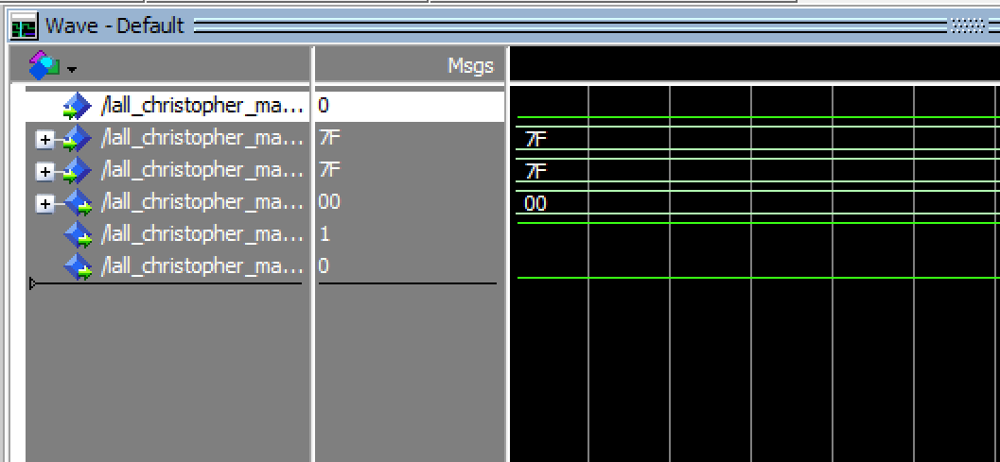 Wave - Default
Msgs
/lall_christopher_ma... 0
/lall_christopher_ma... 7F 7F
/lall_christopher_ma... 7F 7F
/lall_christopher_ma... 00 00
/lall_christopher_ma... 1
/lall_christopher_ma... 0